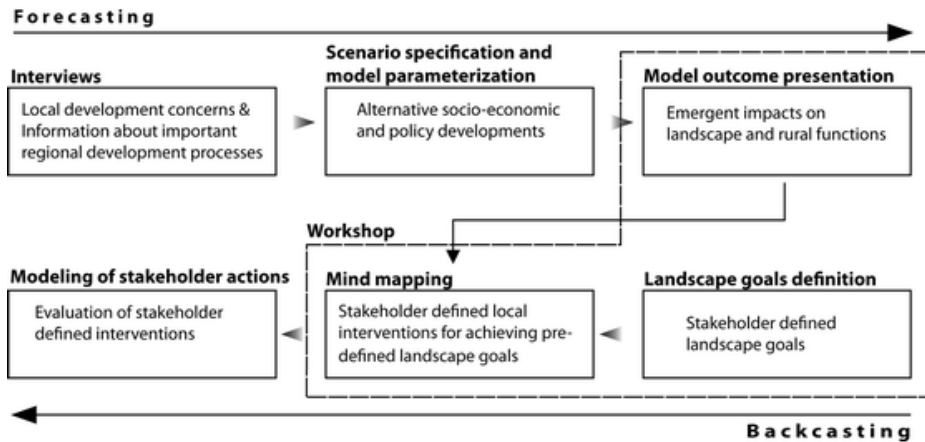 Forecasting
Interviews
Local development concerns &
Information about important
regional development processes
Scenario specification and
model parameterization
Alternative socio-economic
and policy developments
Model outcome presentation
Emergent impacts on
landscape and rural functions
Workshop
Modeling of stakeholder actions
Evaluation of stakeholder
defined interventions
Mind mapping
Stakeholder defined local
interventions for achieving pre-
defined landscape goals
Landscape goals definition
Stakeholder defined
landscape goals
Backcasting